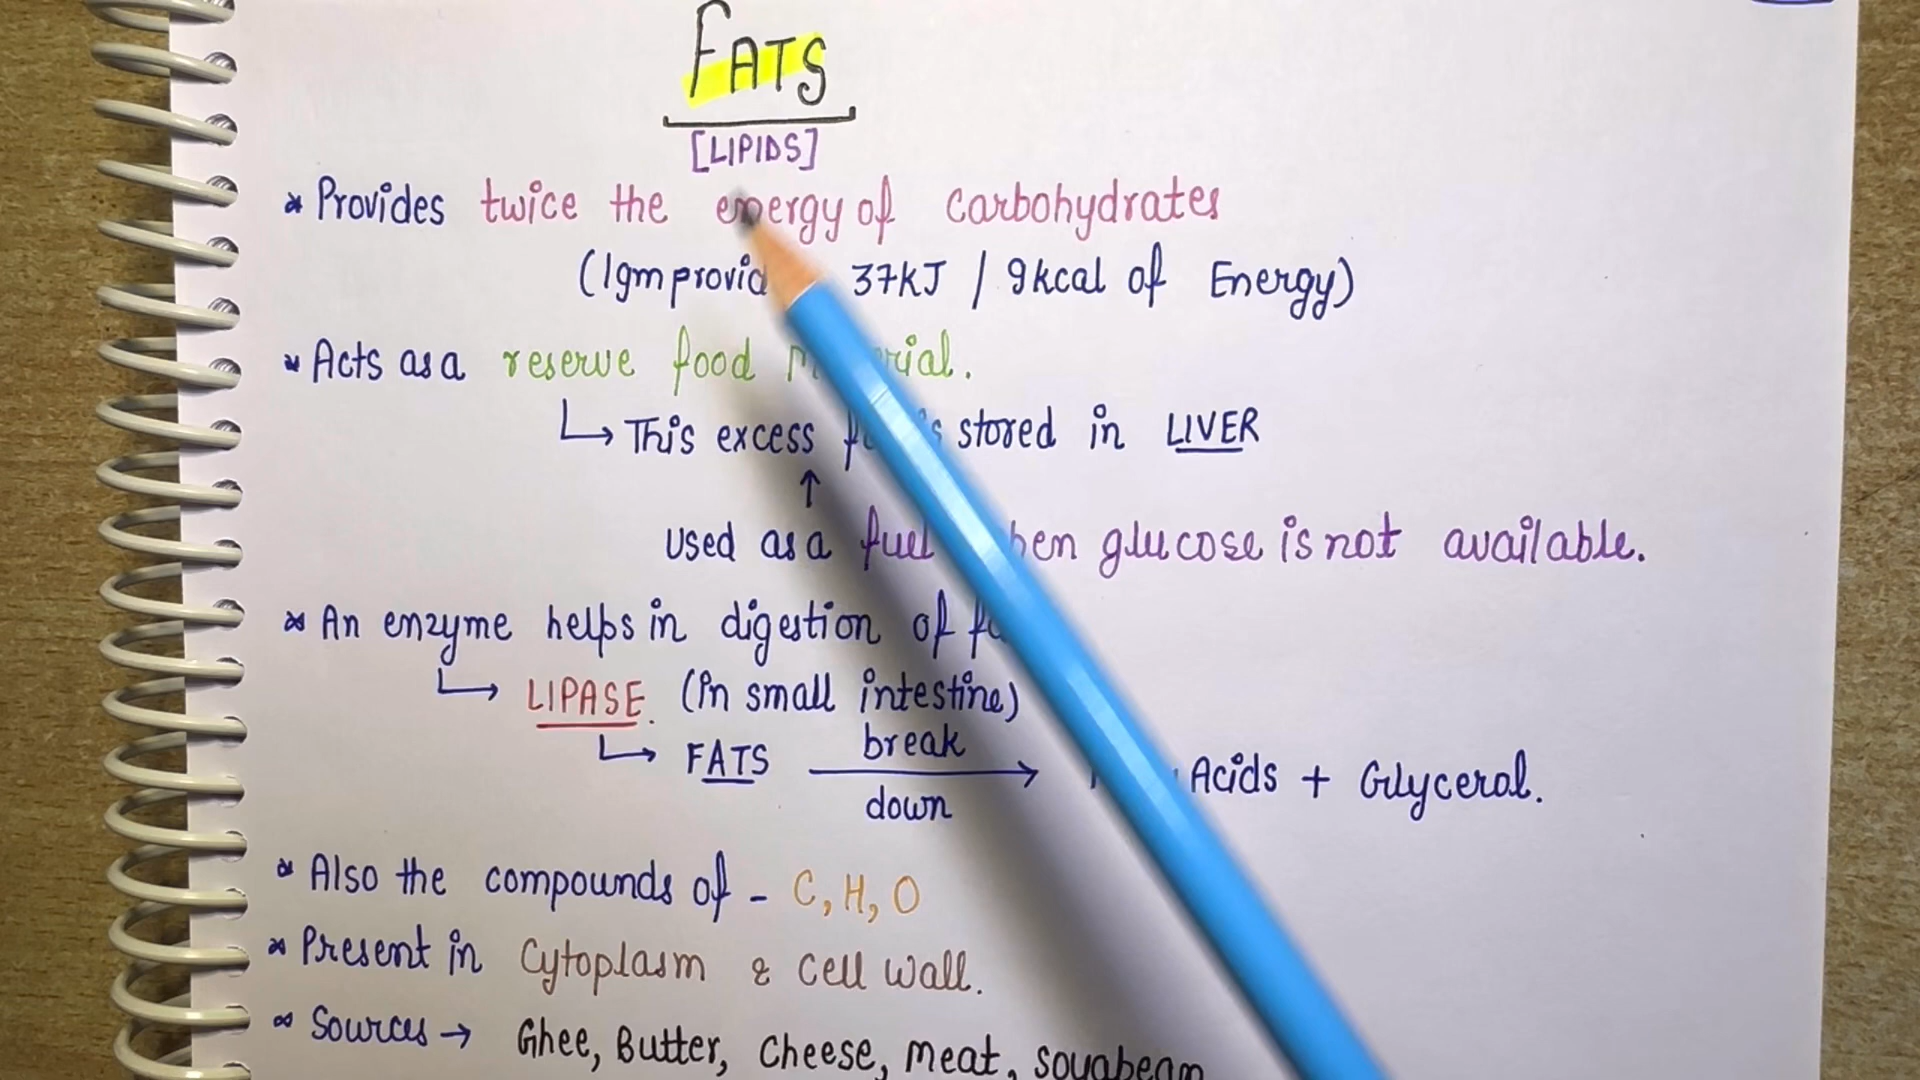 FATS
[LIPIDS]
* Provides twice the energy of carbohydrates
(1gm 37kJ / 9kcal of Energy)
* Acts as a reserve food
↳ This excess stored in LIVER
↑
used as a fuel glucose is not available.
* An enzyme helps in digestion of
↳ LIPASE. (in small intestine)
↳ FATS break down → Acids + Glycerol.
* Also the compounds of - C, H, O
* Present in Cytoplasm & Cell Wall.
* Sources → Ghee, Butter, Cheese, Meat, Soyabean